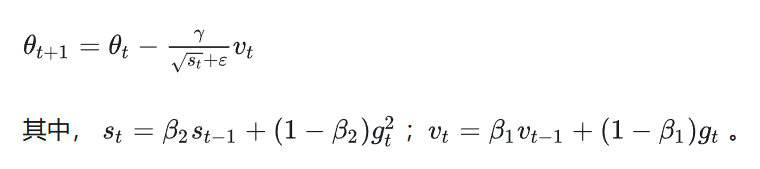 θ_{t+1} = θ_t − \frac{γ}{\sqrt{s_t}+ε} v_t
其中， s_t = β_2 s_{t−1} + (1 − β_2)g_t^2 ； v_t = β_1 v_{t−1} + (1 − β_1)g_t 。